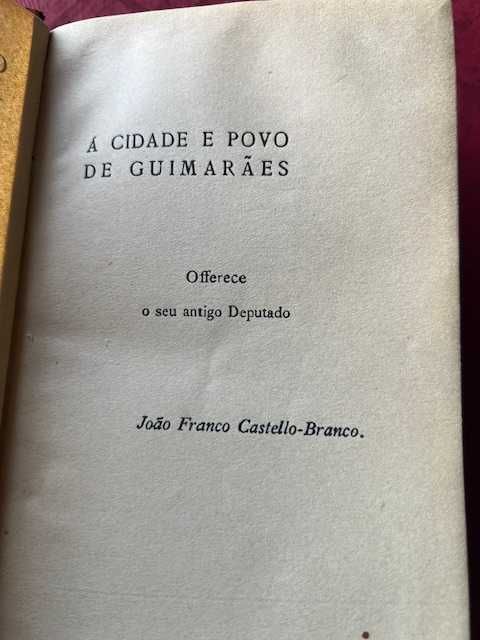 Á CIDADE E POVO
DE GUIMARÃES
Offerece
o seu antigo Deputado
João Franco Castello-Branco.